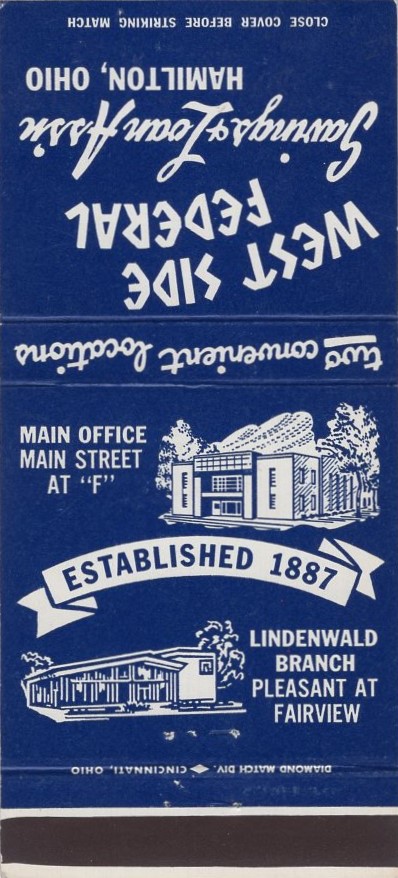 WEST SIDE
FEDERAL
Savings & Loan Ass'n
HAMILTON, OHIO
CLOSE COVER BEFORE STRIKING MATCH
two convenient locations
MAIN OFFICE
MAIN STREET
AT "F"
ESTABLISHED 1887
LINDENWALD
BRANCH
PLEASANT AT
FAIRVIEW
DIAMOND MATCH DIV. CINCINNATI, OHIO